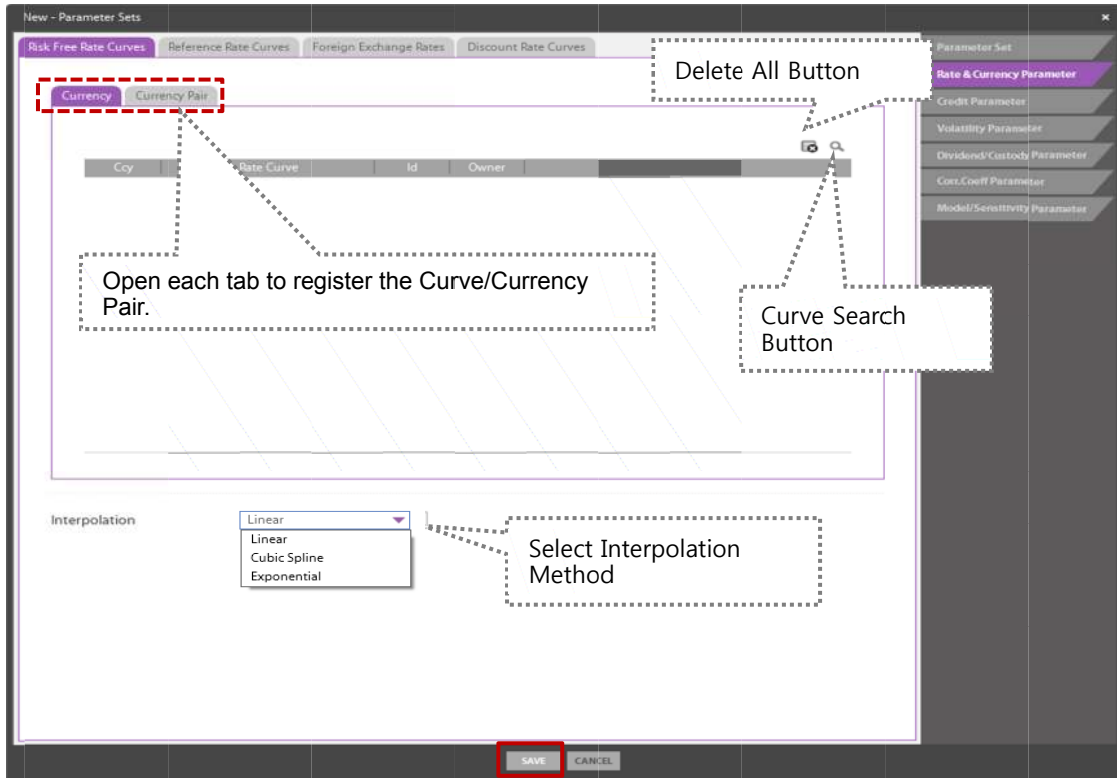 New - Parameter Sets
Risk Free Rate Curves
Reference Rate Curves
Foreign Exchange Rates
Discount Rate Curves
Parameter Set
Rate & Currency Parameter
Credit Parameter
Volatility Parameter
Dividend/Custody Parameter
Corr.Coeff Parameter
Model/Sensitivity Parameter
Delete All Button
Currency
Currency Pair
Ccy
Rate Curve
Id
Owner
Open each tab to register the Curve/Currency
Pair.
Curve Search
Button
Interpolation
Linear
Linear
Cubic Spline
Exponential
Select Interpolation
Method
SAVE
CANCEL